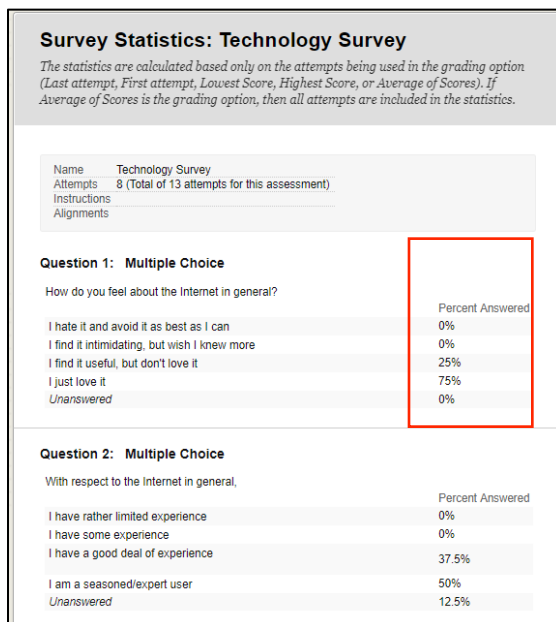 Survey Statistics: Technology Survey
The statistics are calculated based only on the attempts being used in the grading option
(Last attempt, First attempt, Lowest Score, Highest Score, or Average of Scores). If
Average of Scores is the grading option, then all attempts are included in the statistics.
Name Technology Survey
Attempts 8 (Total of 13 attempts for this assessment)
Instructions
Alignments
Question 1: Multiple Choice
How do you feel about the Internet in general?
Percent Answered
I hate it and avoid it as best as I can 0%
I find it intimidating, but wish I knew more 0%
I find it useful, but don't love it 25%
I just love it 75%
Unanswered 0%
Question 2: Multiple Choice
With respect to the Internet in general,
Percent Answered
I have rather limited experience 0%
I have some experience 0%
I have a good deal of experience 37.5%
I am a seasoned/expert user 50%
Unanswered 12.5%